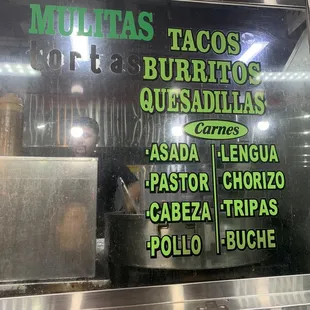 MULITAS
tortas
TACOS
BURRITOS
QUESADILLAS
Carnes
·ASADA
·PASTOR
·CABEZA
·POLLO
·LENGUA
·CHORIZO
·TRIPAS
·BUCHE